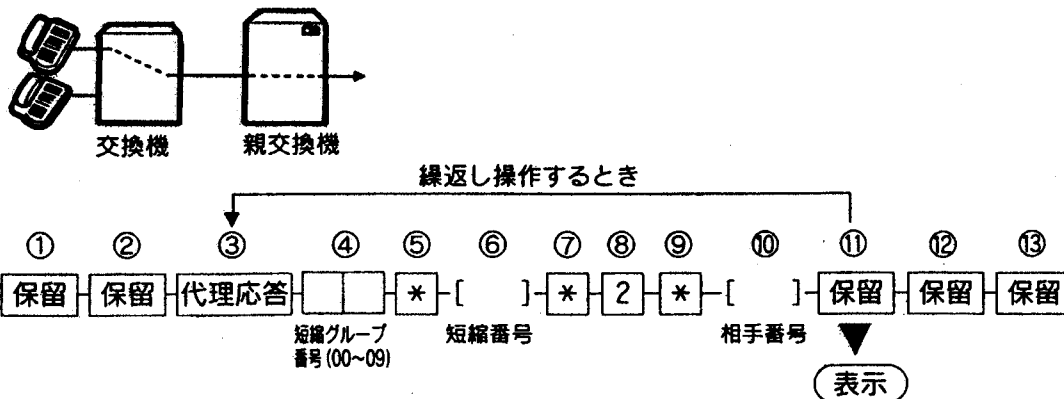 交換機 親交換機
繰返し操作するとき
① ② ③ ④ ⑤ ⑥ ⑦ ⑧ ⑨ ⑩ ⑪ ⑫ ⑬
保留 保留 代理応答 * [ ] * 2 * [ ] 保留 保留 保留
短縮グループ 短縮番号 相手番号
番号(00~09)
表示